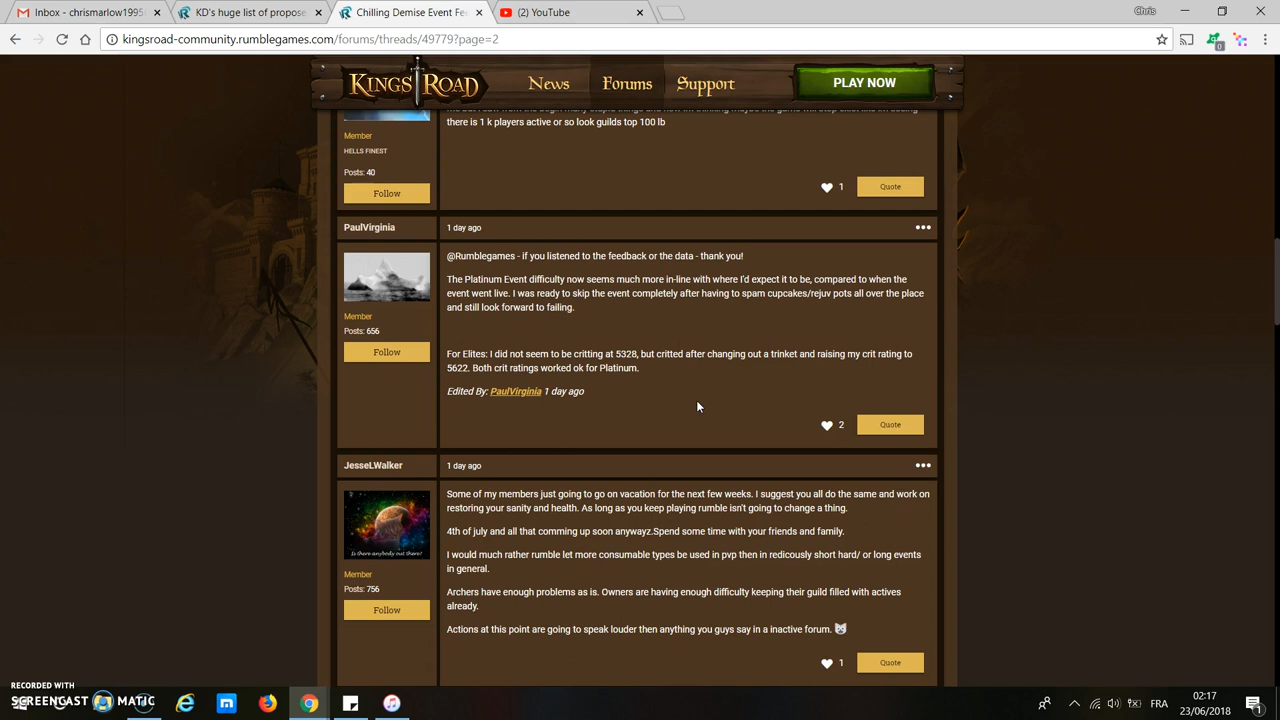 Inbox - chrismarlow1995
KD's huge list of propose
Chilling Demise Event Fe
(2) YouTube
Chris
kingsroad-community.rumblegames.com/forums/threads/49779?page=2
0
KINGS ROAD
News
Forums
Support
PLAY NOW
there is 1 k players active or so look guilds top 100 lb
Member
HELLS FINEST
Posts: 40
Follow
1
Quote
PaulVirginia
1 day ago
@Rumblegames - if you listened to the feedback or the data - thank you!
The Platinum Event difficulty now seems much more in-line with where I'd expect it to be, compared to when the
event went live. I was ready to skip the event completely after having to spam cupcakes/rejuv pots all over the place
and still look forward to failing.
Member
Posts: 656
Follow
For Elites: I did not seem to be critting at 5328, but critted after changing out a trinket and raising my crit rating to
5622. Both crit ratings worked ok for Platinum.
Edited By: PaulVirginia 1 day ago
2
Quote
JesseLWalker
1 day ago
Some of my members just going to go on vacation for the next few weeks. I suggest you all do the same and work on
restoring your sanity and health. As long as you keep playing rumble isn't going to change a thing.
4th of july and all that comming up soon anywayz.Spend some time with your friends and family.
I would much rather rumble let more consumable types be used in pvp then in redicously short hard/ or long events
in general.
Is there anybody out there?
Member
Posts: 756
Follow
Archers have enough problems as is. Owners are having enough difficulty keeping their guild filled with actives
already.
Actions at this point are going to speak louder then anything you guys say in a inactive forum.
1
Quote
RECORDED WITH
SCREENCAST MATIC
FRA
02:17
23/06/2018
1